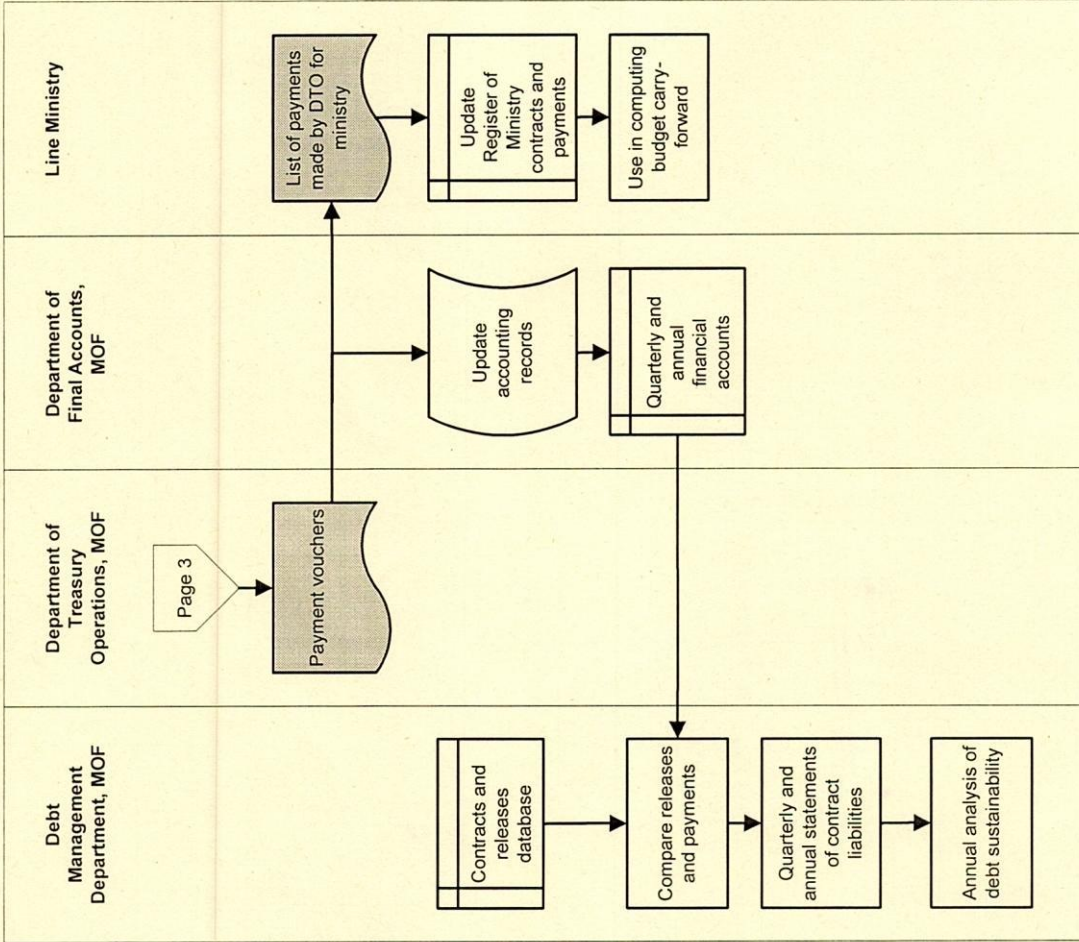 Debt
Management
Department, MOF
Department of
Treasury
Operations, MOF
Department of
Final Accounts,
MOF
Line Ministry
Page 3
Payment vouchers
List of payments
made by DTO for
ministry
Contracts and
releases
database
Update
accounting
records
Update
Register of
Ministry
contracts and
payments
Compare releases
and payments
Quarterly and
annual
financial
accounts
Use in computing
budget carry-
forward
Quarterly and
annual statements
of contract
liabilities
Annual analysis of
debt sustainability